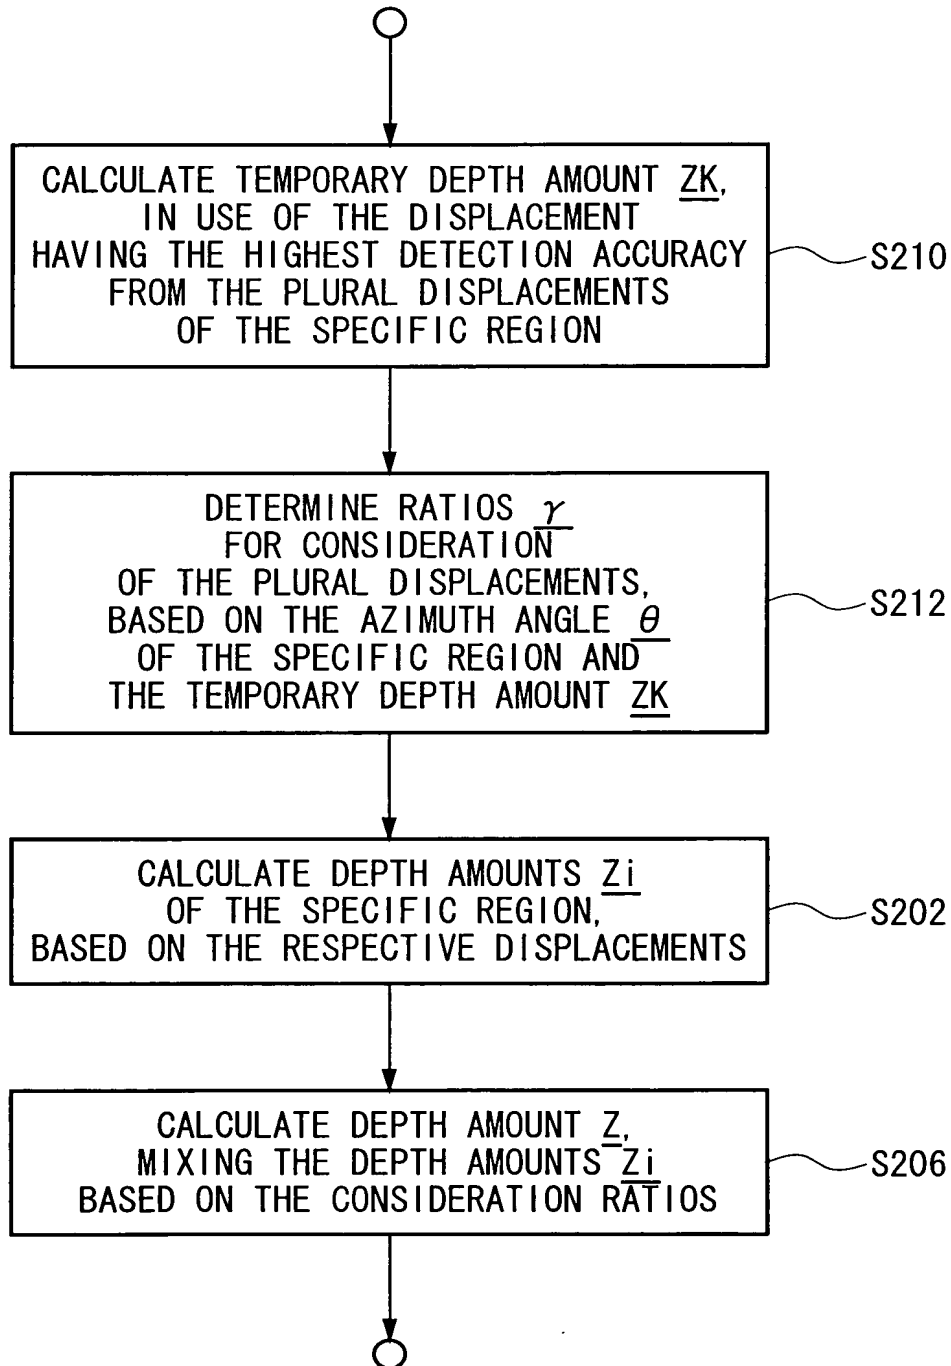 CALCULATE TEMPORARY DEPTH AMOUNT ZK,
IN USE OF THE DISPLACEMENT
HAVING THE HIGHEST DETECTION ACCURACY
FROM THE PLURAL DISPLACEMENTS
OF THE SPECIFIC REGION
S210
DETERMINE RATIOS γ
FOR CONSIDERATION
OF THE PLURAL DISPLACEMENTS,
BASED ON THE AZIMUTH ANGLE θ
OF THE SPECIFIC REGION AND
THE TEMPORARY DEPTH AMOUNT ZK
S212
CALCULATE DEPTH AMOUNTS Zi
OF THE SPECIFIC REGION,
BASED ON THE RESPECTIVE DISPLACEMENTS
S202
CALCULATE DEPTH AMOUNT Z,
MIXING THE DEPTH AMOUNTS Zi
BASED ON THE CONSIDERATION RATIOS
S206